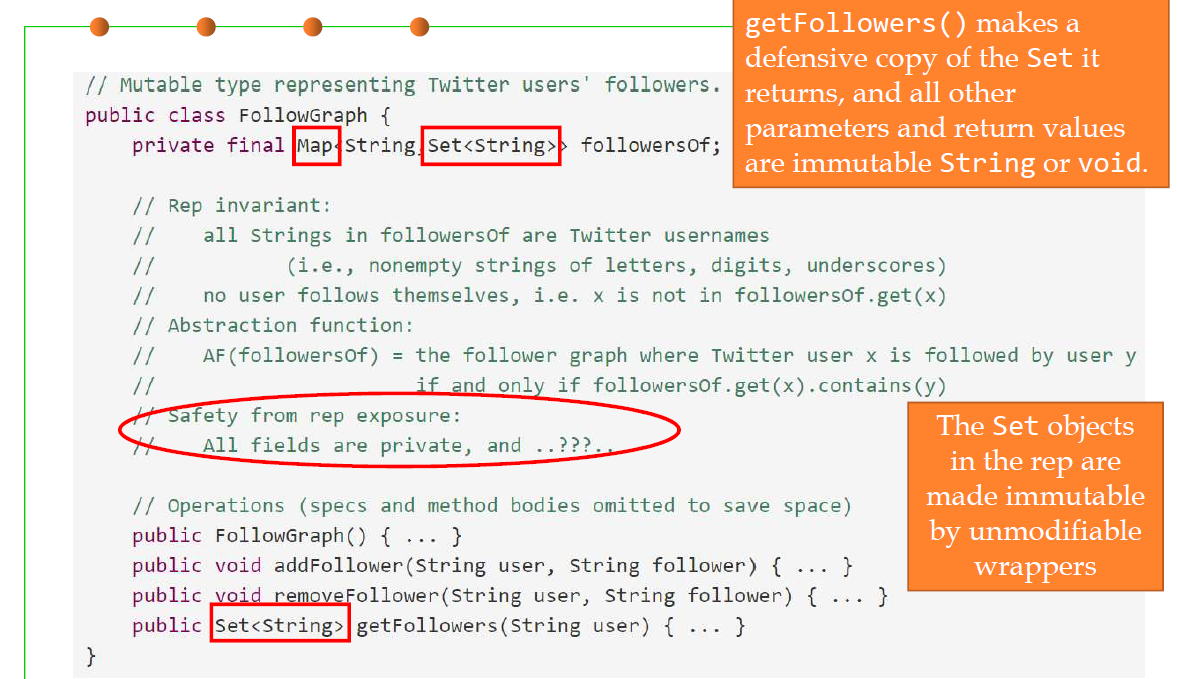 getFollowers() makes a
defensive copy of the Set it
returns, and all other
parameters and return values
are immutable String or void.
// Mutable type representing Twitter users' followers.
public class FollowGraph {
private final Map<String,Set<String>> followersOf;
// Rep invariant:
//    all Strings in followersOf are Twitter usernames
//           (i.e., nonempty strings of letters, digits, underscores)
//    no user follows themselves, i.e. x is not in followersOf.get(x)
// Abstraction function:
//    AF(followersOf) = the follower graph where Twitter user x is followed by user y
//                      if and only if followersOf.get(x).contains(y)
// Safety from rep exposure:
//    All fields are private, and ..???..
The Set objects
in the rep are
made immutable
by unmodifiable
wrappers
// Operations (specs and method bodies omitted to save space)
public FollowGraph() { ... }
public void addFollower(String user, String follower) { ... }
public void removeFollower(String user, String follower) { ... }
public Set<String> getFollowers(String user) { ... }
}